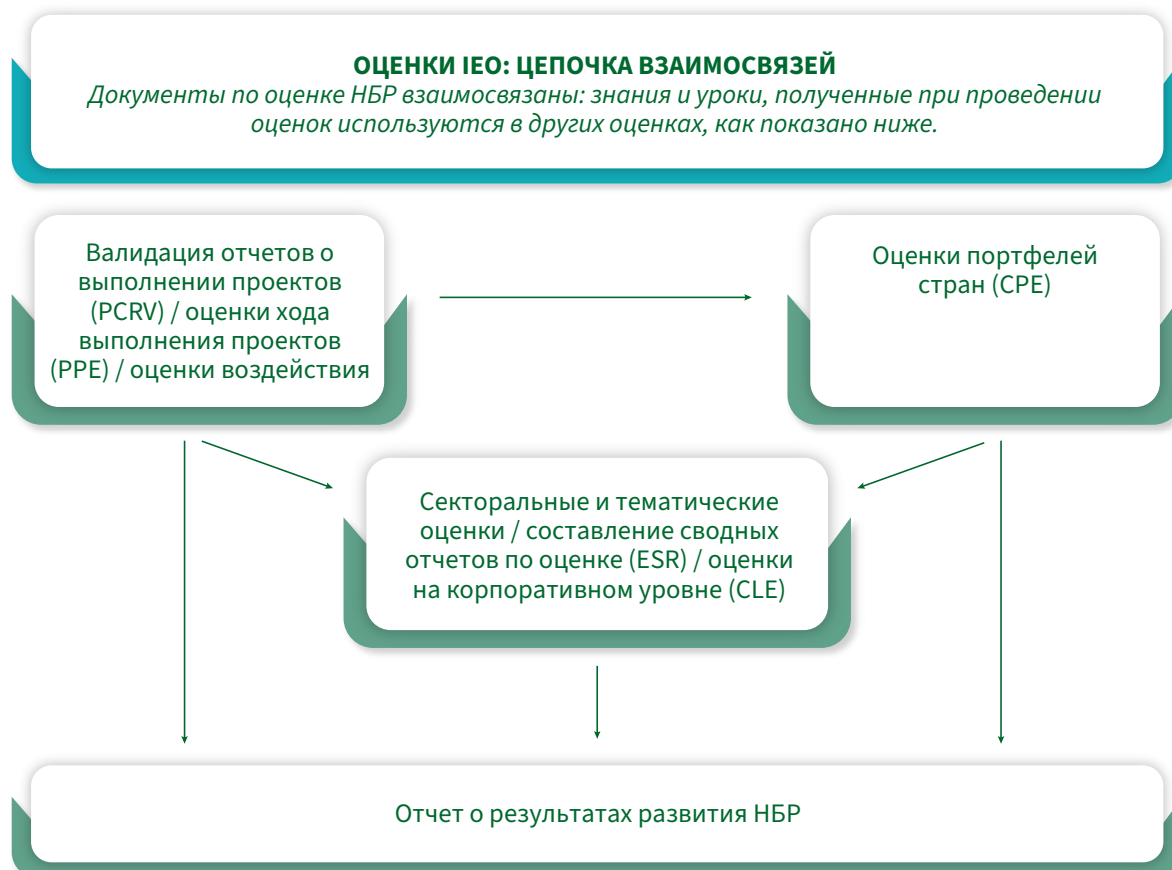 ОЦЕНКИ IEO: ЦЕПОЧКА ВЗАИМОСВЯЗЕЙ
Документы по оценке НБР взаимосвязаны: знания и уроки, полученные при проведении
оценок используются в других оценках, как показано ниже.
Валидация отчетов о
выполнении проектов
(PCRV) / оценки хода
выполнения проектов
(PPE) / оценки воздействия
Оценки портфелей
стран (CPE)
Секторальные и тематические
оценки / составление сводных
отчетов по оценке (ESR) / оценки
на корпоративном уровне (CLE)
Отчет о результатах развития НБР